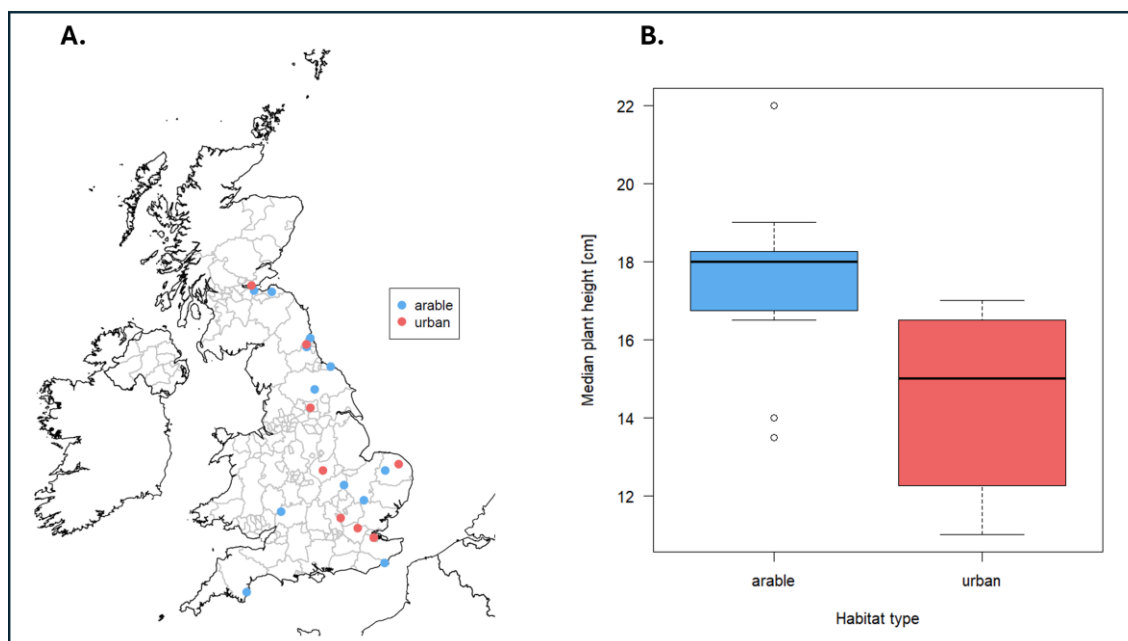 A.
arable
urban
B.
Median plant height [cm]
22
20
18
16
14
12
arable urban
Habitat type